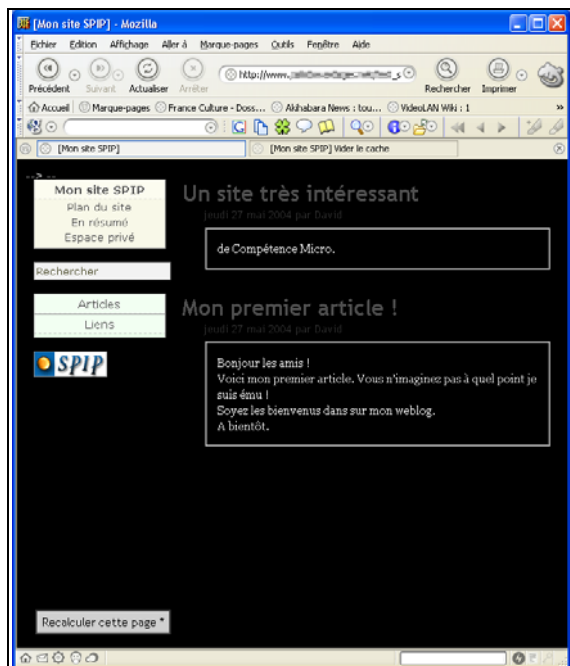 [Mon site SPIP] - Mozilla
Fichier Edition Affichage Aller à Marque-pages Outils Fenêtre Aide
http://www.
Précédent Suivant Actualiser Arrêter Rechercher Imprimer
Accueil Marque-pages France Culture - Doss... Akihabara News : tou... VideoLAN Wiki : 1 »
[Mon site SPIP] [Mon site SPIP] Vider le cache
--> --
Mon site SPIP
Plan du site
En résumé
Espace privé
Rechercher
Articles
Liens
SPIP
Un site très intéressant
jeudi 27 mai 2004 par David
de Compétence Micro.
Mon premier article !
jeudi 27 mai 2004 par David
Bonjour les amis !
Voici mon premier article. Vous n'imaginez pas à quel point je
suis ému !
Soyez les bienvenus dans sur mon weblog.
A bientôt.
Recalculer cette page *